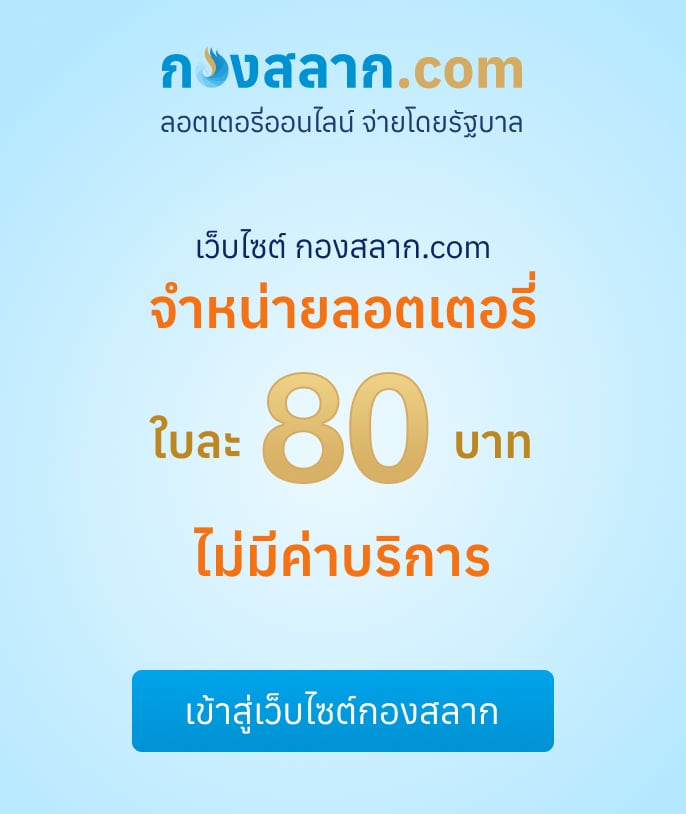 กองสลาก.com
ลอตเตอรี่ออนไลน์ จ่ายโดยรัฐบาล
เว็บไซต์ กองสลาก.com
จำหน่ายลอตเตอรี่
ใบละ 80 บาท
ไม่มีค่าบริการ
เข้าสู่เว็บไซต์กองสลาก